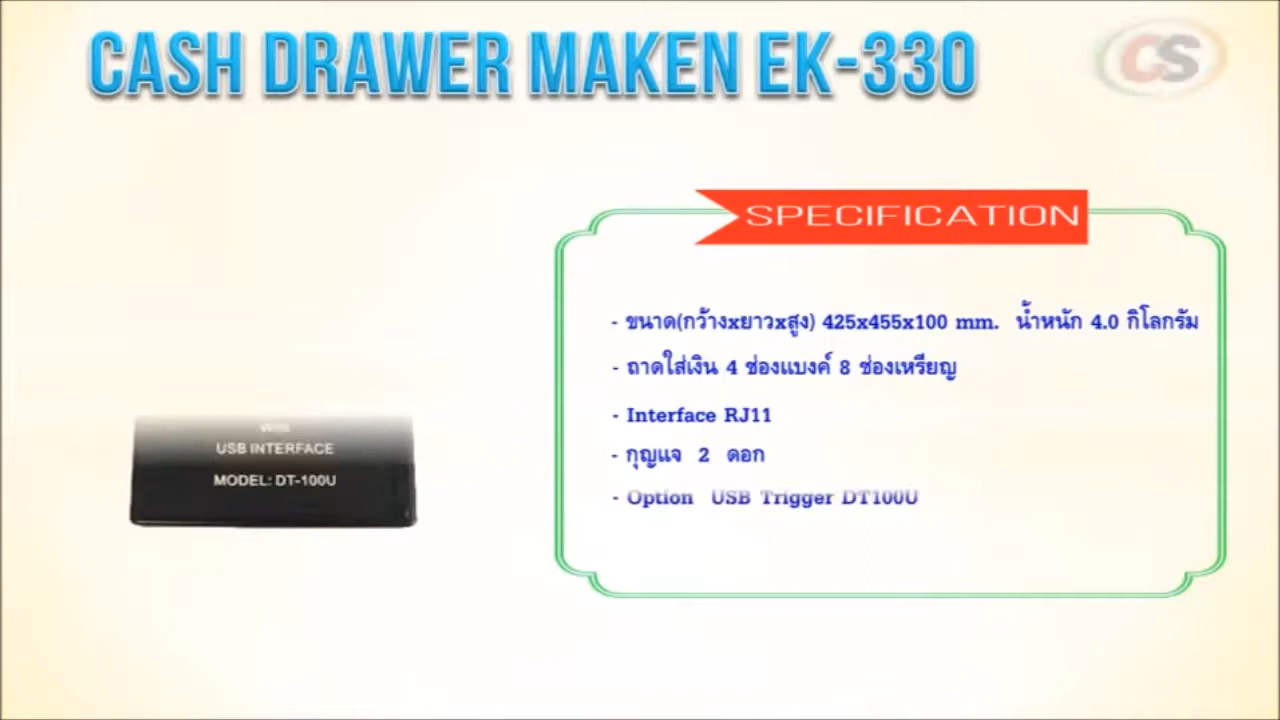 CASH DRAWER MAKEN EK-330
CS
SPECIFICATION
- ขนาด(กว้างxยาวxสูง) 425x455x100 mm. น้ำหนัก 4.0 กิโลกรัม
- ถาดใส่เงิน 4 ช่องแบงค์ 8 ช่องเหรียญ
- Interface RJ11
- กุญแจ 2 ดอก
- Option USB Trigger DT100U
USB INTERFACE
MODEL: DT-100U